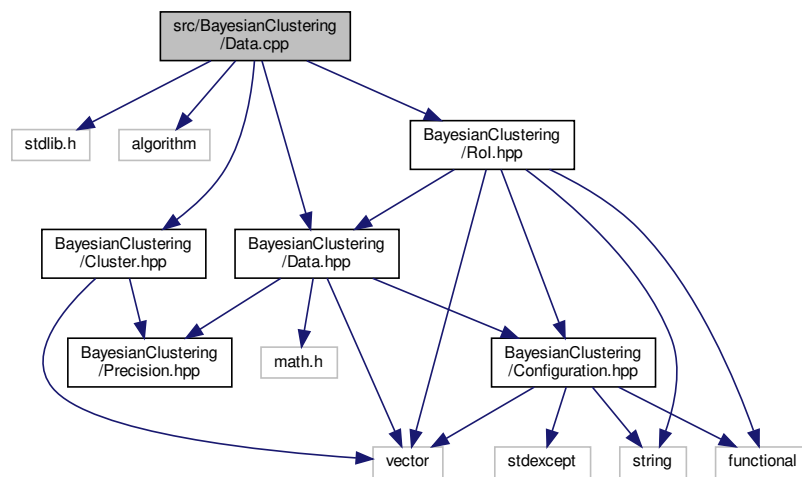 src/BayesianClustering
/Data.cpp
stdlib.h
algorithm
BayesianClustering
/RoI.hpp
BayesianClustering
/Cluster.hpp
BayesianClustering
/Data.hpp
BayesianClustering
/Precision.hpp
math.h
BayesianClustering
/Configuration.hpp
vector
stdexcept
string
functional